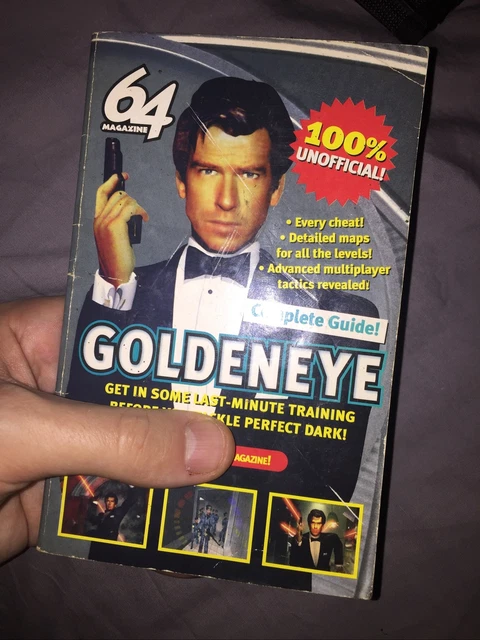 64
MAGAZINE
100%
UNOFFICIAL!
• Every cheat!
• Detailed maps
for all the levels!
• Advanced multiplayer
tactics revealed!
Complete Guide!
GOLDENEYE
GET IN SOME LAST-MINUTE TRAINING
BEFORE PERFECT DARK!
MAGAZINE!